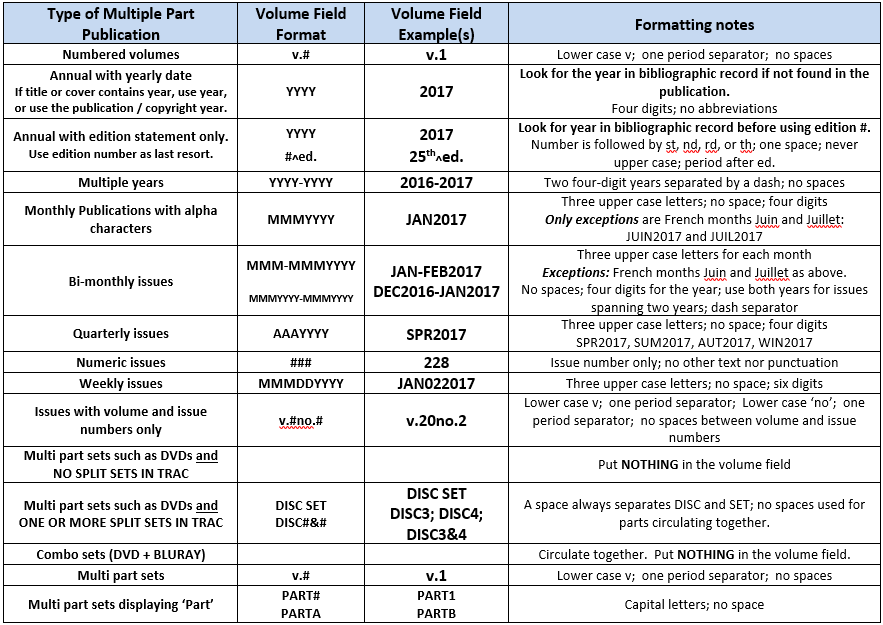 Type of Multiple Part
Publication
Volume Field
Format
Volume Field
Example(s)
Formatting notes
Numbered volumes
v.#
v.1
Lower case v;  one period separator;  no spaces
Annual with yearly date
If title or cover contains year, use year,
or use the publication / copyright year.
YYYY
2017
Look for the year in bibliographic record if not found in the
publication.
Four digits; no abbreviations
Annual with edition statement only.
Use edition number as last resort.
YYYY
#^ed.
2017
25th^ed.
Look for year in bibliographic record before using edition #.
Number is followed by st, nd, rd, or th; one space; never
upper case; period after ed.
Multiple years
YYYY-YYYY
2016-2017
Two four-digit years separated by a dash; no spaces
Monthly Publications with alpha
characters
MMMYYYY
JAN2017
Three upper case letters; no space; four digits
Only exceptions are French months Juin and Juillet:
JUIN2017 and JUIL2017
Bi-monthly issues
MMM-MMMYYYY
MMMYYYY-MMMYYYY
JAN-FEB2017
DEC2016-JAN2017
Three upper case letters for each month
Exceptions: French months Juin and Juillet as above.
No spaces; four digits for the year; use both years for issues
spanning two years; dash separator
Quarterly issues
AAAYYYY
SPR2017
Three upper case letters; no space; four digits
SPR2017, SUM2017, AUT2017, WIN2017
Numeric issues
###
228
Issue number only; no other text nor punctuation
Weekly issues
MMMDDYYYY
JAN022017
Three upper case letters; no space; six digits
Issues with volume and issue
numbers only
v.#no.#
v.20no.2
Lower case v;  one period separator;  Lower case ‘no’;  one
period separator;  no spaces between volume and issue
numbers
Multi part sets such as DVDs and
NO SPLIT SETS IN TRAC
Put NOTHING in the volume field
Multi part sets such as DVDs and
ONE OR MORE SPLIT SETS IN TRAC
DISC SET
DISC#&#
DISC SET
DISC3; DISC4;
DISC3&4
A space always separates DISC and SET; no spaces used for
parts circulating together.
Combo sets (DVD + BLURAY)
Circulate together.  Put NOTHING in the volume field.
Multi part sets
v.#
v.1
Lower case v;  one period separator;  no spaces
Multi part sets displaying ‘Part’
PART#
PARTA
PART1
PARTB
Capital letters; no space